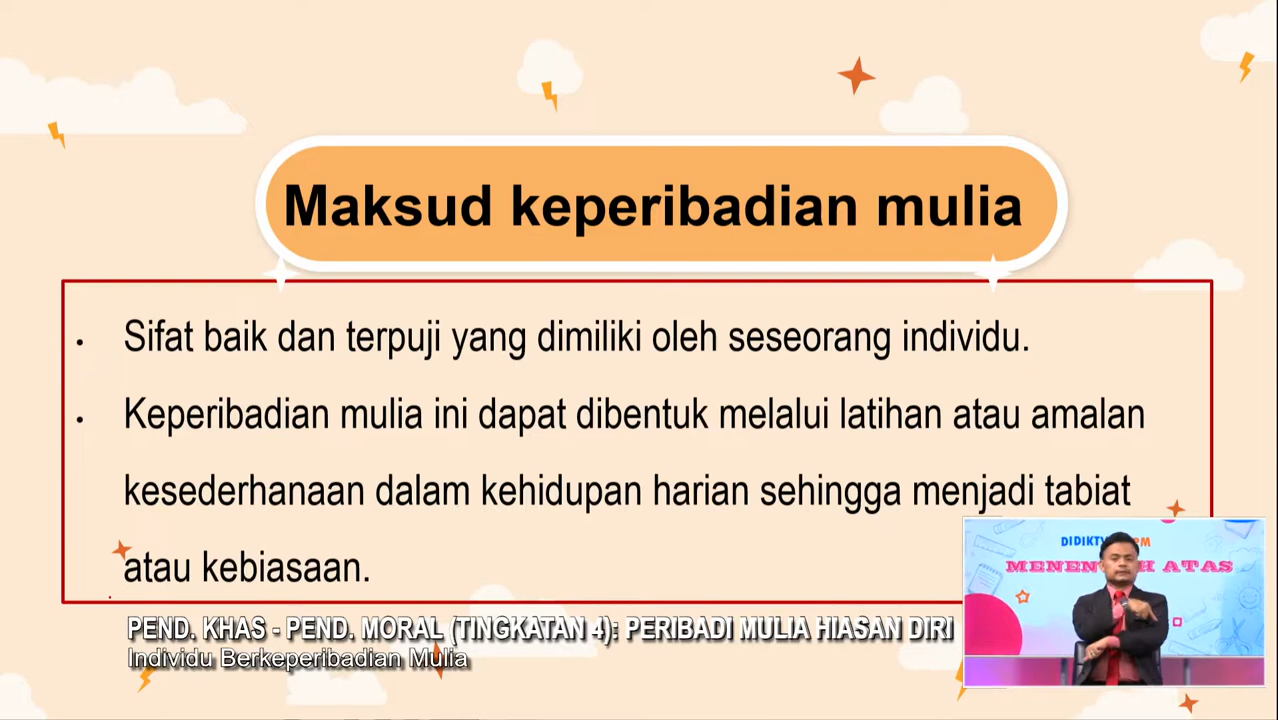 Maksud keperibadian mulia
• Sifat baik dan terpuji yang dimiliki oleh seseorang individu.
• Keperibadian mulia ini dapat dibentuk melalui latihan atau amalan
kesederhanaan dalam kehidupan harian sehingga menjadi tabiat
atau kebiasaan.
PEND. KHAS - PEND. MORAL (TINGKATAN 4): PERIBADI MULIA HIASAN DIRI
Individu Berkeperibadian Mulia
ATAS